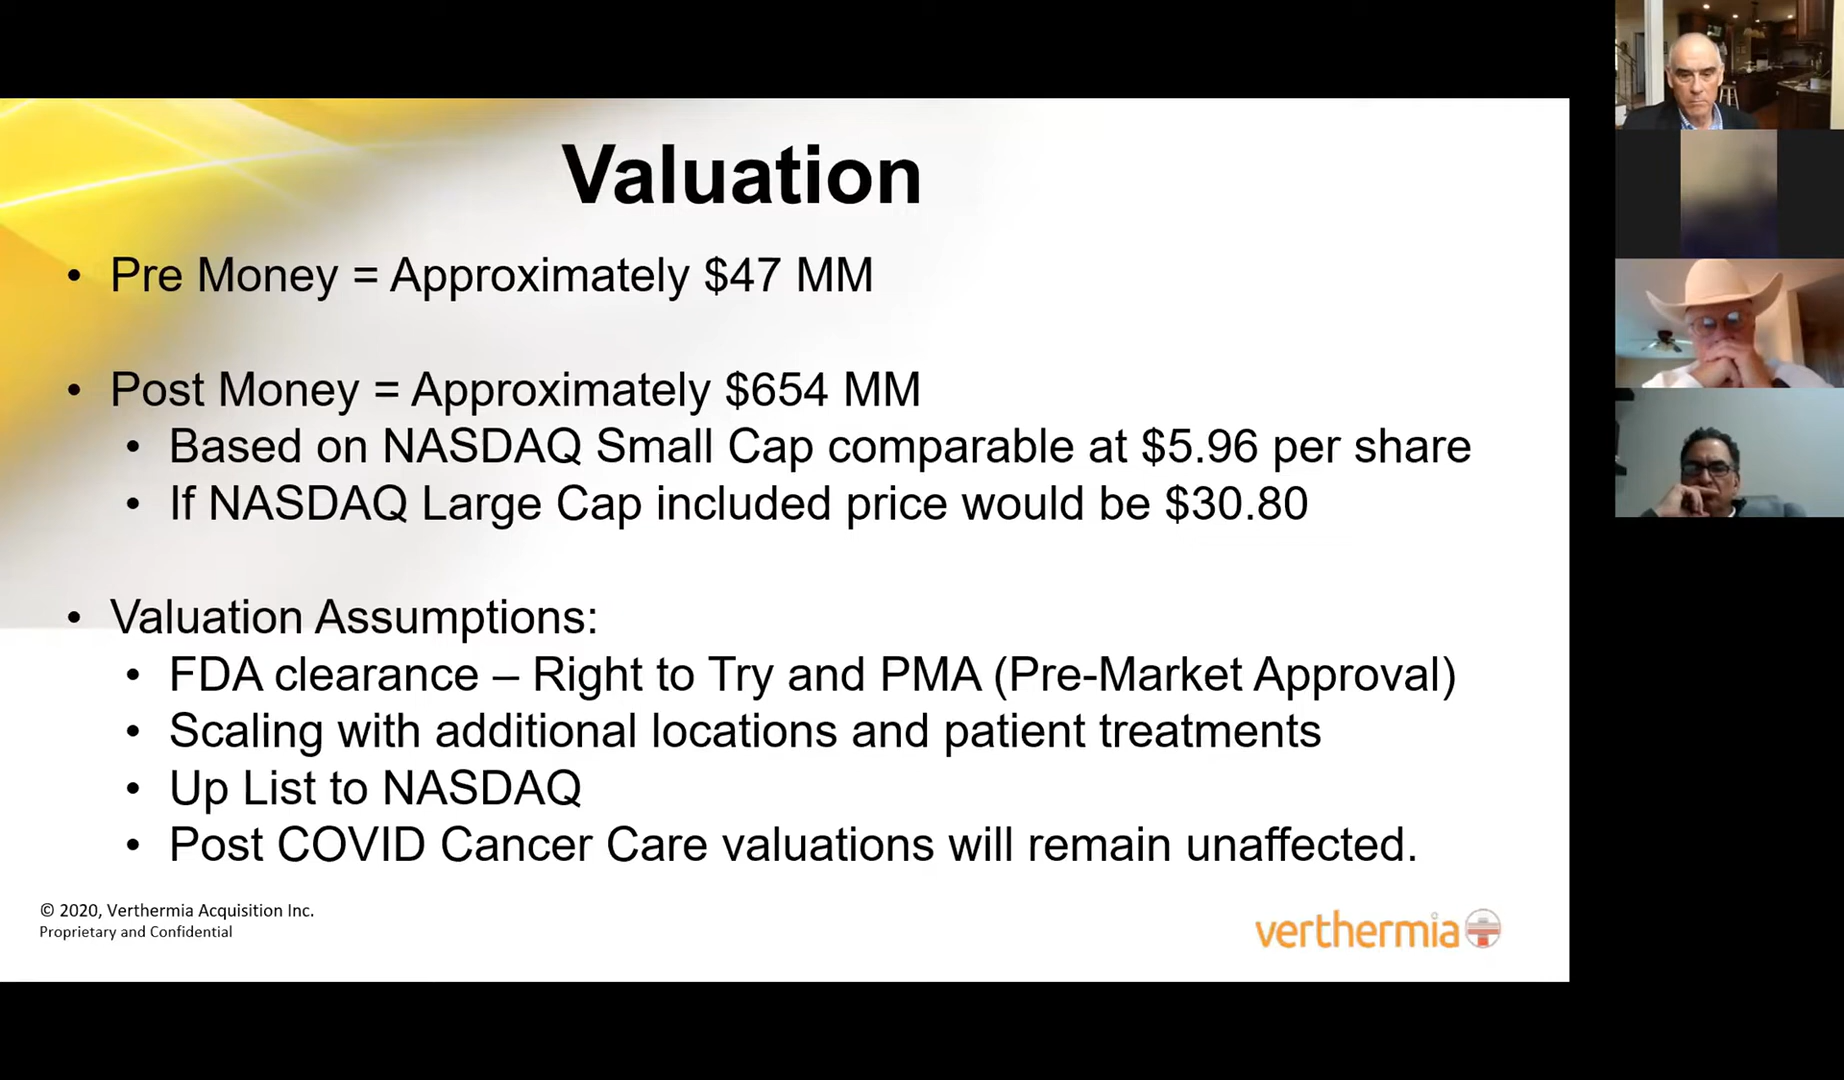 Valuation
• Pre Money = Approximately $47 MM
• Post Money = Approximately $654 MM
• Based on NASDAQ Small Cap comparable at $5.96 per share
• If NASDAQ Large Cap included price would be $30.80
• Valuation Assumptions:
• FDA clearance – Right to Try and PMA (Pre-Market Approval)
• Scaling with additional locations and patient treatments
• Up List to NASDAQ
• Post COVID Cancer Care valuations will remain unaffected.
© 2020, Verthermia Acquisition Inc.
Proprietary and Confidential
verthermia